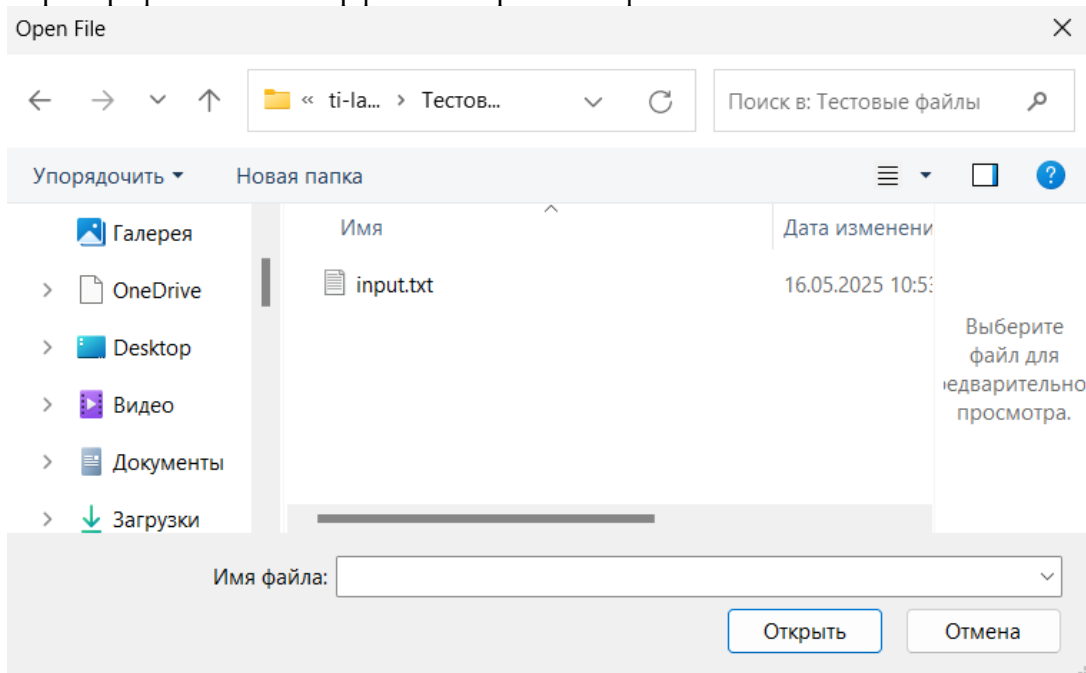 Open File
« ti-la... > Тестов...
Поиск в: Тестовые файлы
Упорядочить Новая папка
Галерея
OneDrive
Desktop
Видео
Документы
Загрузки
Имя
Дата изменени
input.txt
16.05.2025 10:5
Выберите
файл для
едварительно
просмотра.
Имя файла:
Открыть Отмена